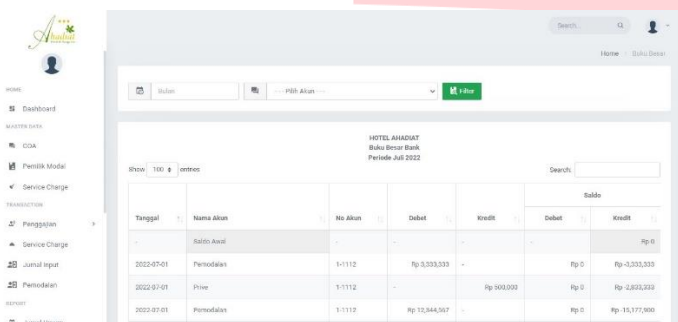 Ahadiat
Search...
Home Buku Besar
HOME
Dashboard
MASTER DATA
COA
Pemilik Modal
Service Charge
TRANSACTION
Penggajian
Service Charge
Jurnal Input
Pemodalan
REPORT
Bulan
--- Pilih Akun ---
Filter
HOTEL AHADIAT
Buku Besar Bank
Periode Juli 2022
Show 100 entries
Search:
Saldo
Tanggal Nama Akun No Akun Debet Kredit Debet Kredit
- Saldo Awal - - - - Rp 0
2022-07-01 Pemodalan 1-1112 Rp 3,333,333 - Rp 0 Rp -3,333,333
2022-07-01 Prive 1-1112 - Rp 500,000 Rp 0 Rp -2,833,333
2022-07-01 Pemodalan 1-1112 Rp 12,344,567 - Rp 0 Rp -15,177,900